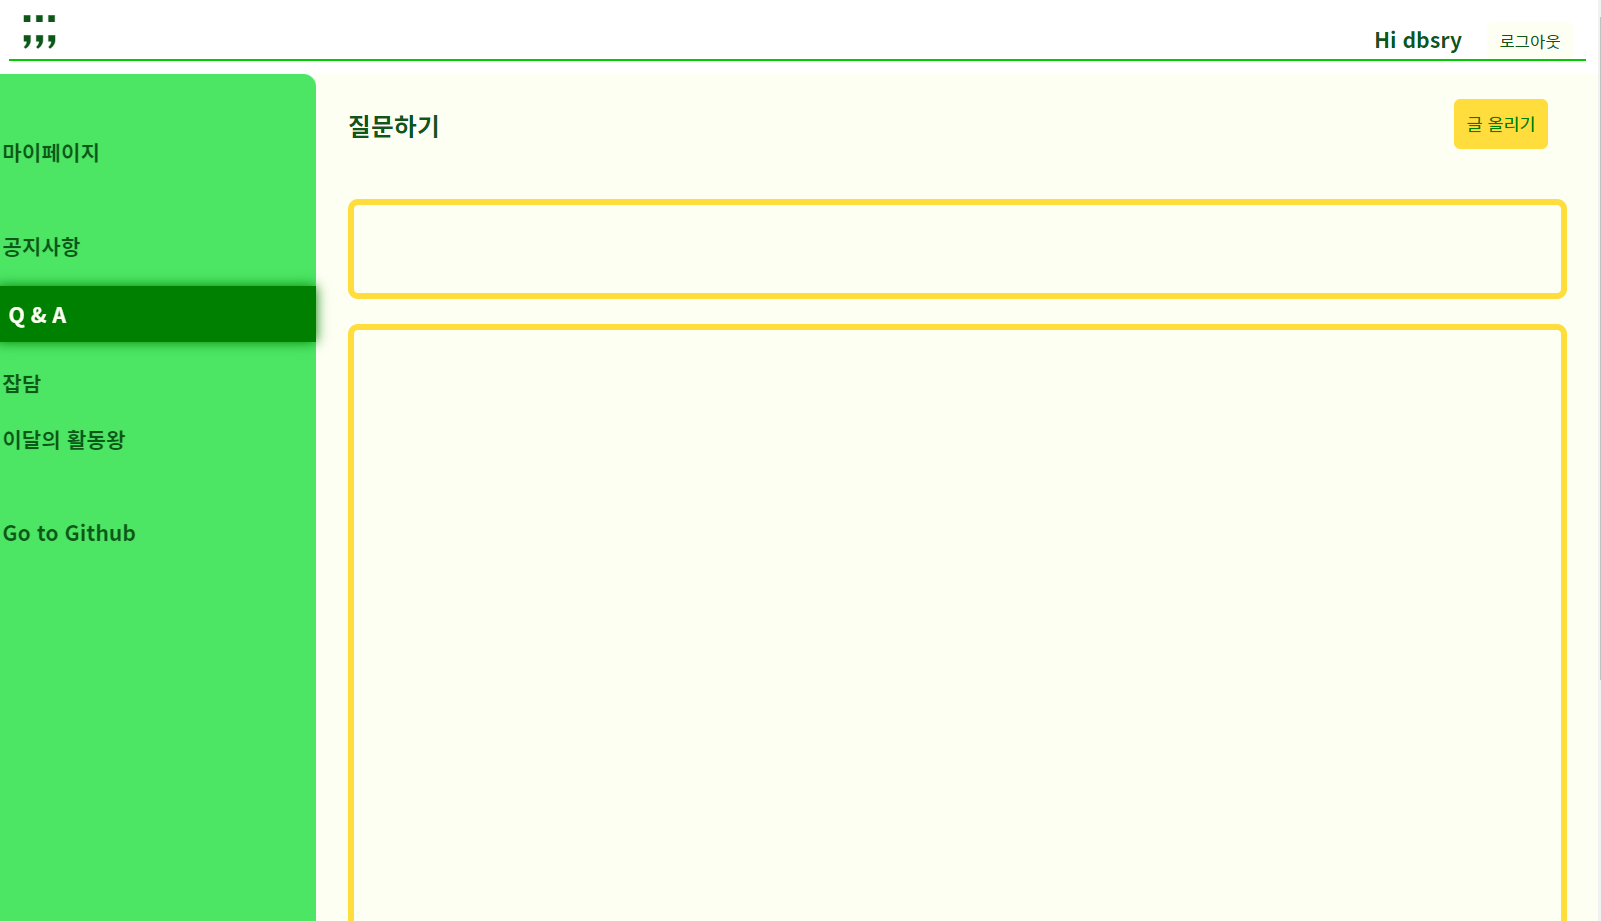 ;;;
Hi dbsry
로그아웃
마이페이지
공지사항
Q & A
잡담
이달의 활동왕
Go to Github
질문하기
글 올리기